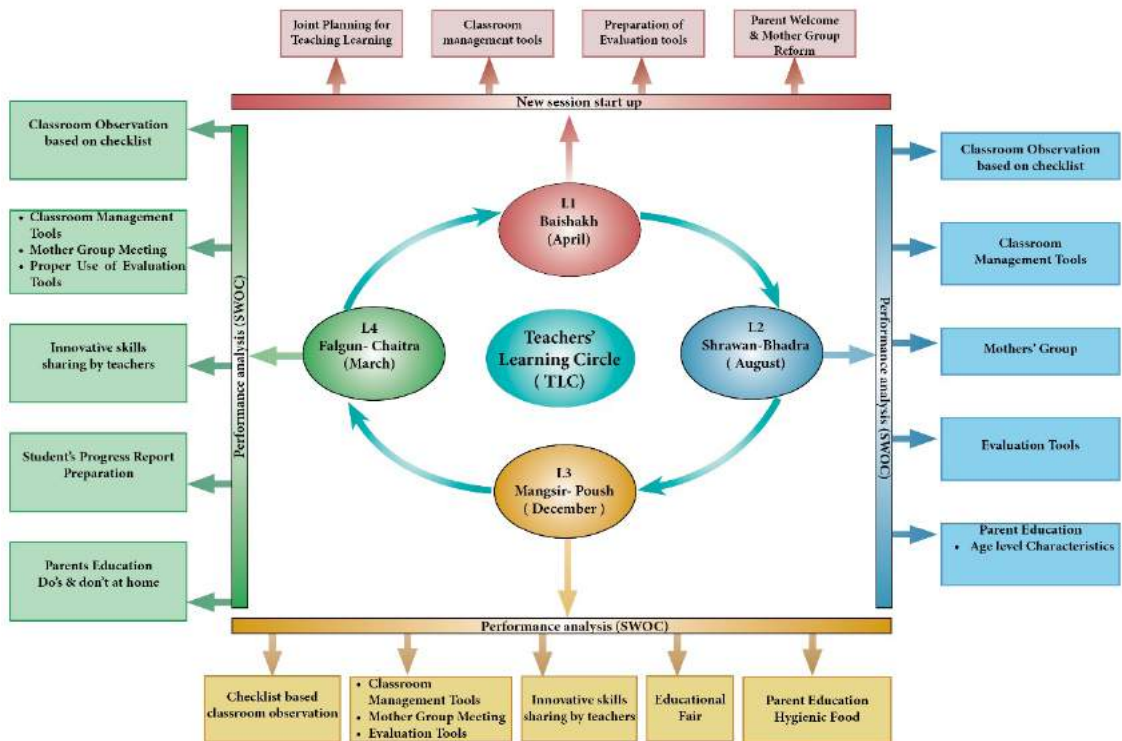 Joint Planning for
Teaching Learning
Classroom
management tools
Preparation of
Evaluation tools
Parent Welcome
& Mother Group
Reform
New session start up
Classroom Observation
based on checklist
• Classroom Management
Tools
• Mother Group Meeting
• Proper Use of Evaluation
Tools
Innovative skills
sharing by teachers
Student's Progress Report
Preparation
Parents Education
Do's & don't at home
Performance analysis (SWOC)
L1
Baishakh
(April)
L4
Falgun- Chaitra
(March)
Teachers'
Learning Circle
( TLC)
L2
Shrawan-Bhadra
( August)
L3
Mangsir- Poush
( December )
Performance analysis (SWOC)
Classroom Observation
based on checklist
Classroom
Management Tools
Mothers' Group
Evaluation Tools
Parent Education
• Age level Characteristics
Performance analysis (SWOC)
Checklist based
classroom observation
• Classroom
Management Tools
• Mother Group Meeting
• Evaluation Tools
Innovative skills
sharing by teachers
Educational
Fair
Parent Education
Hygienic Food